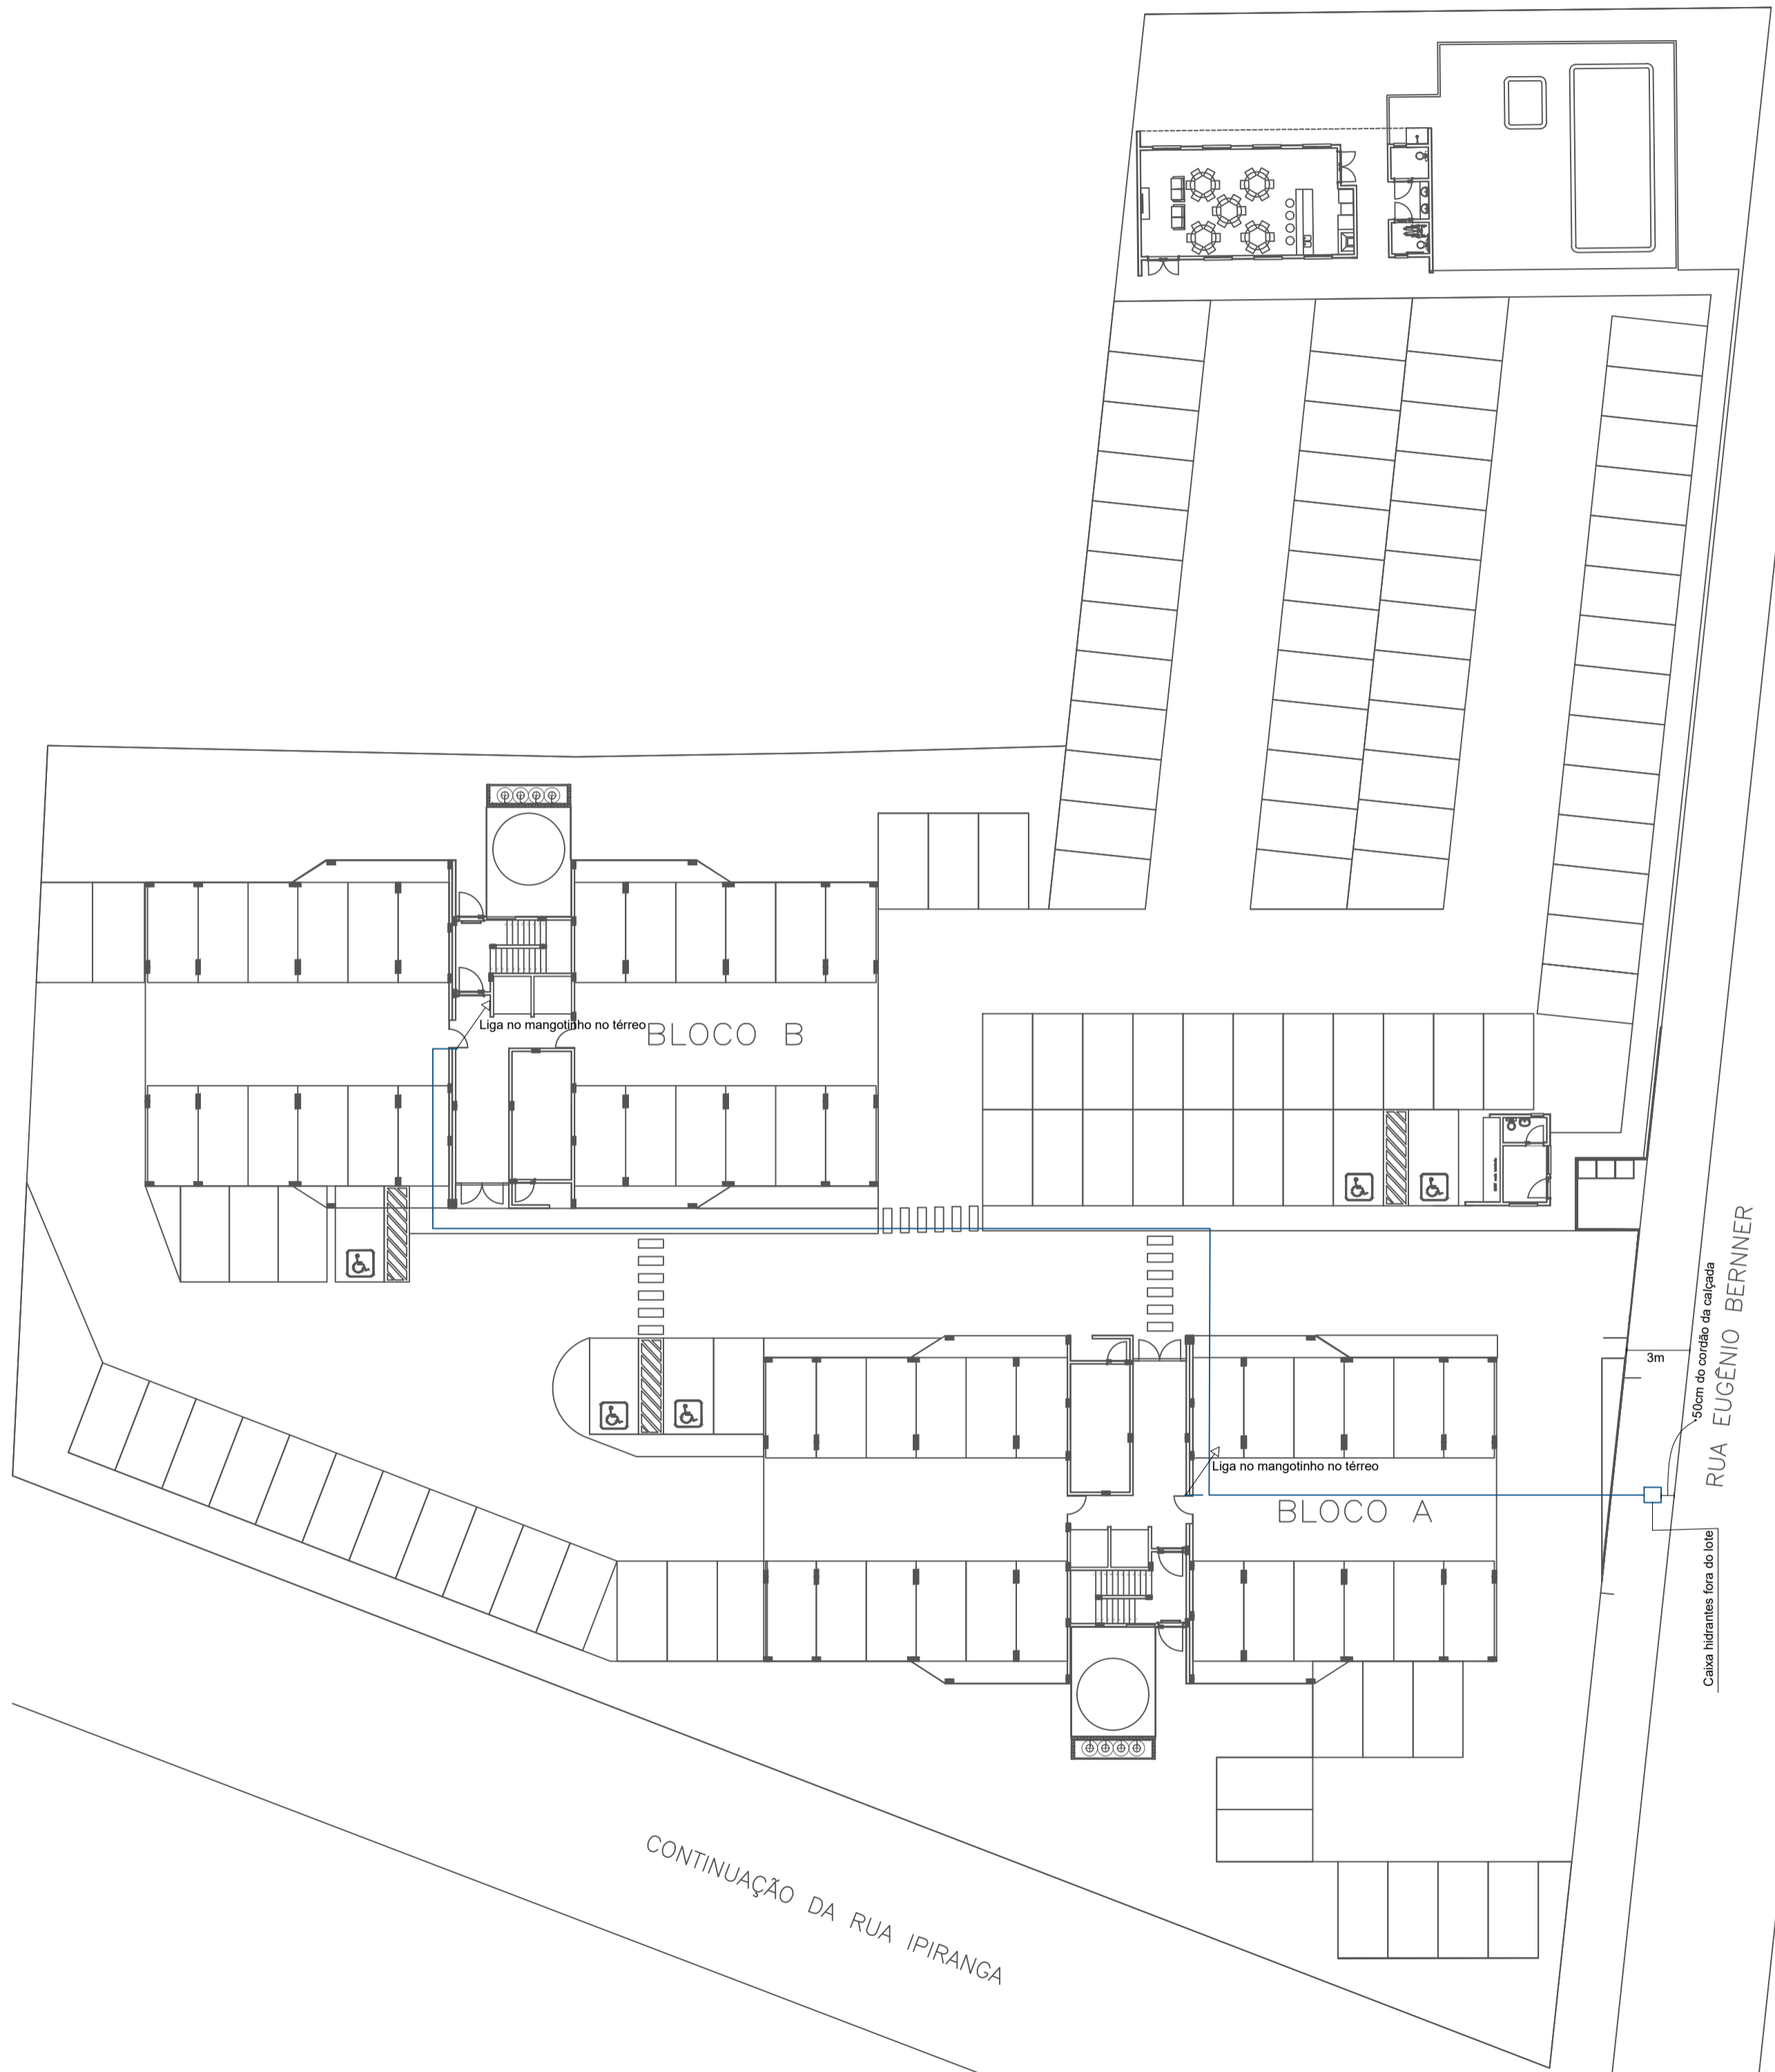 Liga no mangotinho no térreo
BLOCO B
RUA EUGÊNIO BERNNER
50cm do cordão da calçada
3m
Liga no mangotinho no térreo
BLOCO A
Caixa hidrantes fora do lote
CONTINUAÇÃO DA RUA IPIRANGA